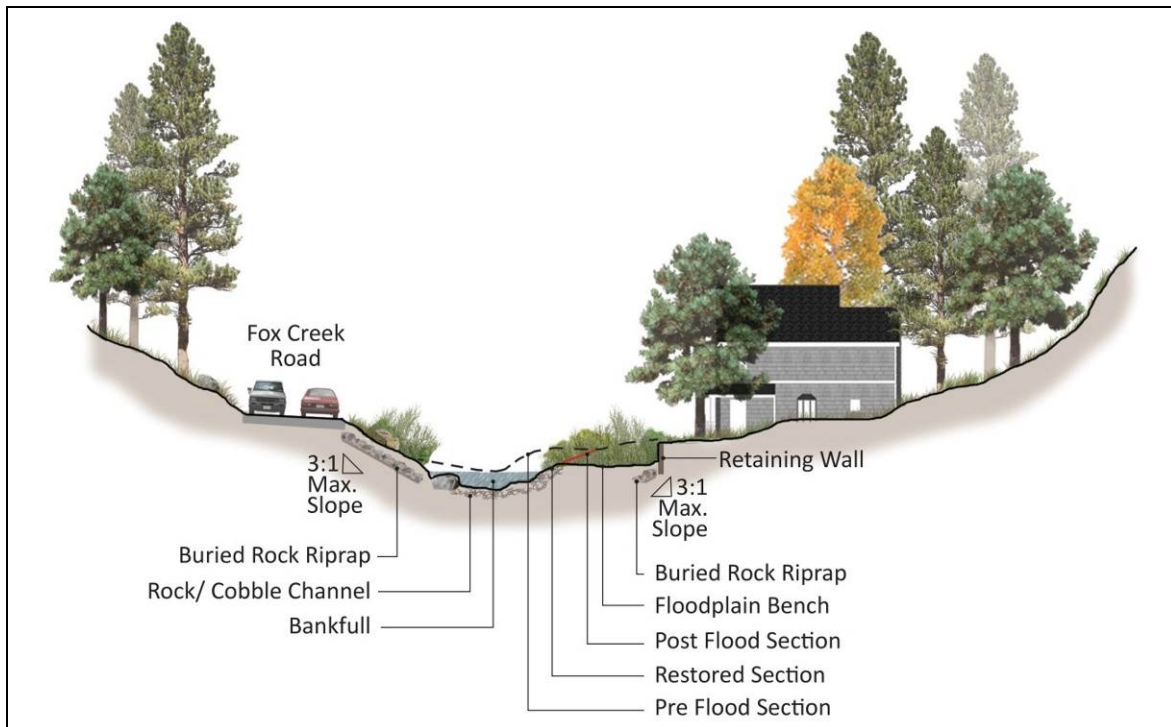 Fox Creek
Road
3:1
Max.
Slope
Retaining Wall
3:1
Max.
Slope
Buried Rock Riprap
Rock/ Cobble Channel
Bankfull
Buried Rock Riprap
Floodplain Bench
Post Flood Section
Restored Section
Pre Flood Section